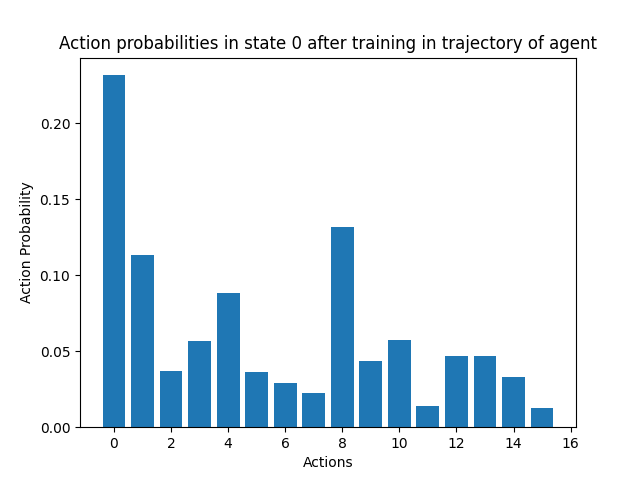 Action probabilities in state 0 after training in trajectory of agent
Action Probability
0.20
0.15
0.10
0.05
0.00
0 2 4 6 8 10 12 14 16
Actions